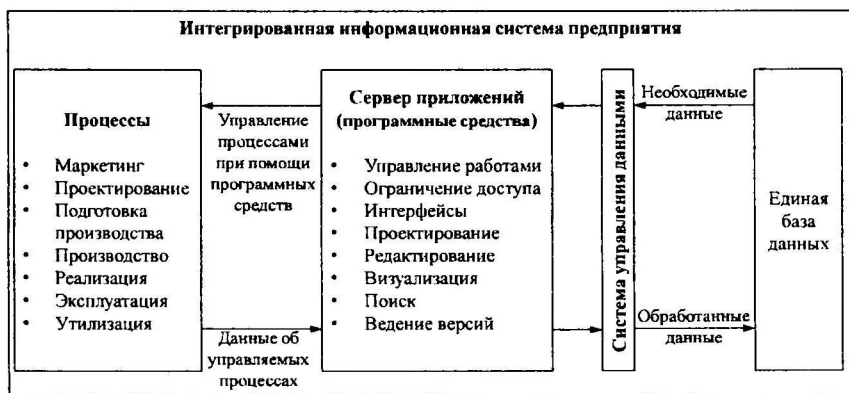 Интегрированная информационная система предприятия
Процессы
• Маркетинг
• Проектирование
• Подготовка
производства
• Производство
• Реализация
• Эксплуатация
• Утилизация
Управление
процессами
при помощи
программных
средств
Данные об
управляемых
процессах
Сервер приложений
(программные средства)
• Управление работами
• Ограничение доступа
• Интерфейсы
• Проектирование
• Редактирование
• Визуализация
• Поиск
• Ведение версий
Система управления данными
Необходимые
данные
Обработанные
данные
Единая
база
данных